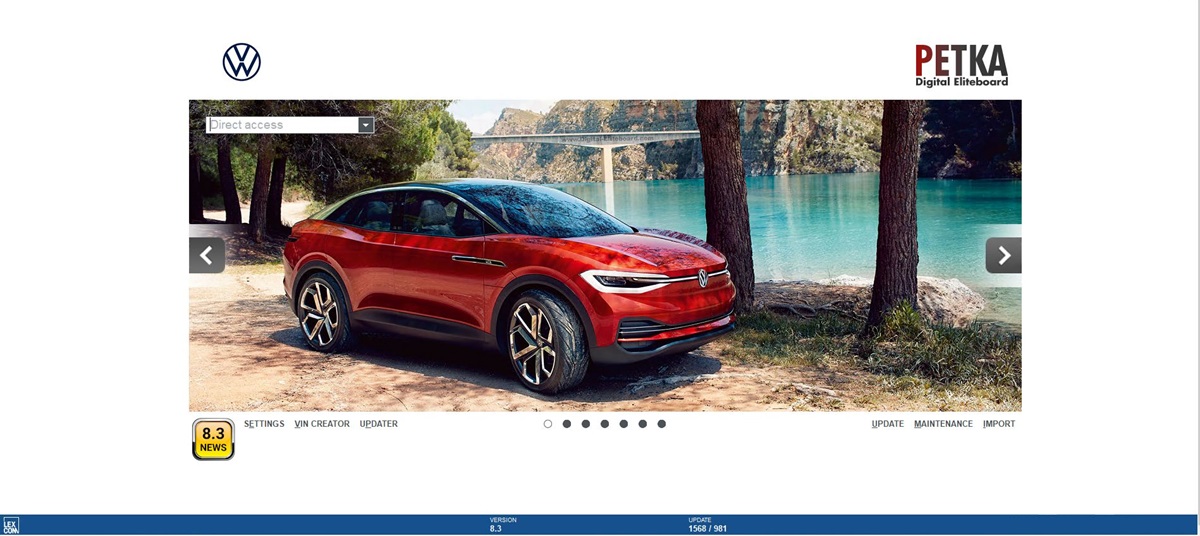 PETKA
Digital Eliteboard
Direct access
8.3
NEWS
SETTINGS VIN CREATOR UPDATER
UPDATE MAINTENANCE IMPORT
LEX
COM
VERSION
8.3
UPDATE
1568 / 981